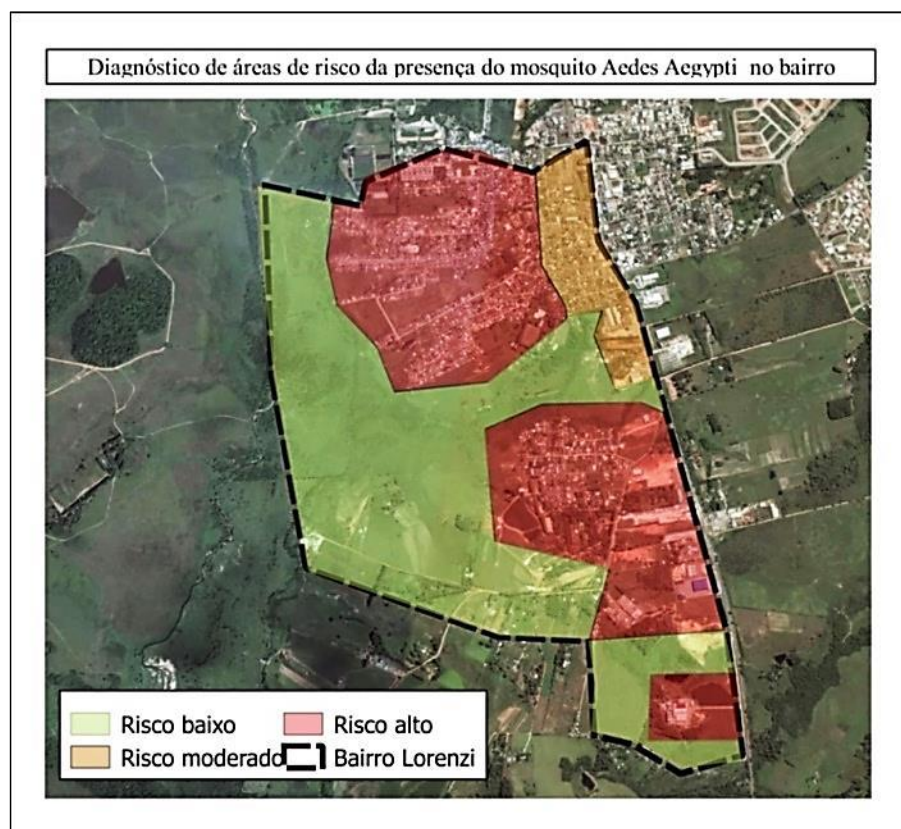 Diagnóstico de áreas de risco da presença do mosquito Aedes Aegypti no bairro
Risco baixo
Risco alto
Risco moderado
Bairro Lorenzi